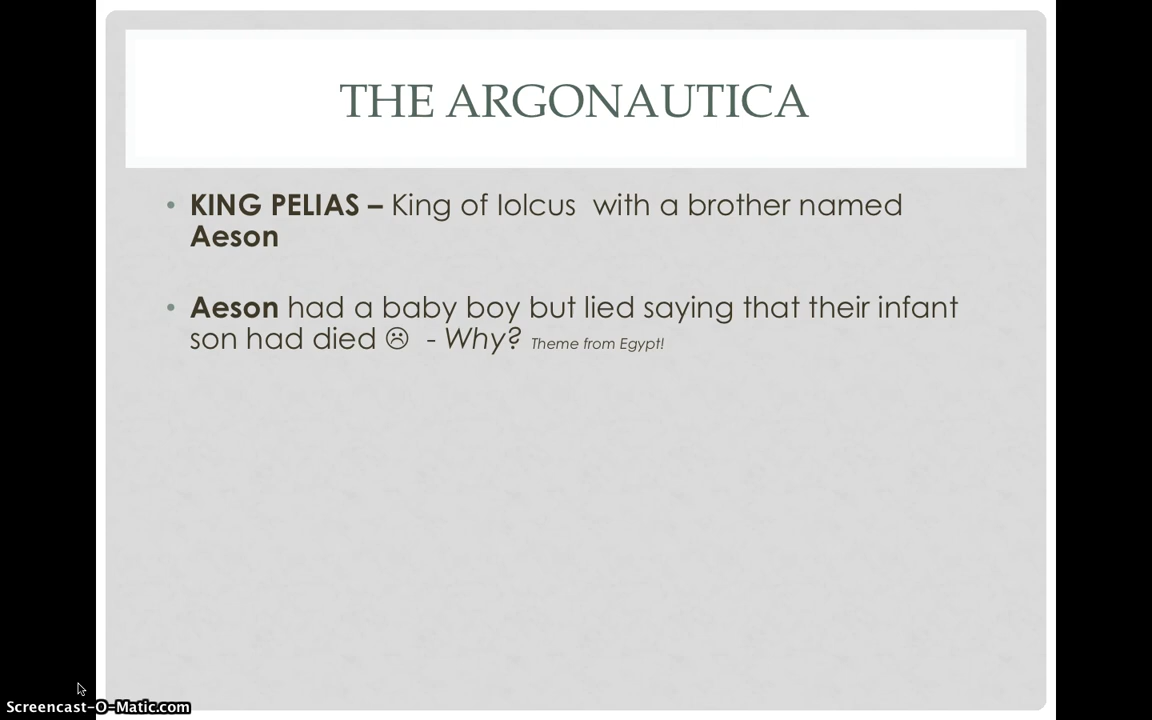 THE ARGONAUTICA
• KING PELIAS – King of Iolcus with a brother named
Aeson
• Aeson had a baby boy but lied saying that their infant
son had died ☹ - Why? Theme from Egypt!
Screencast-O-Matic.com